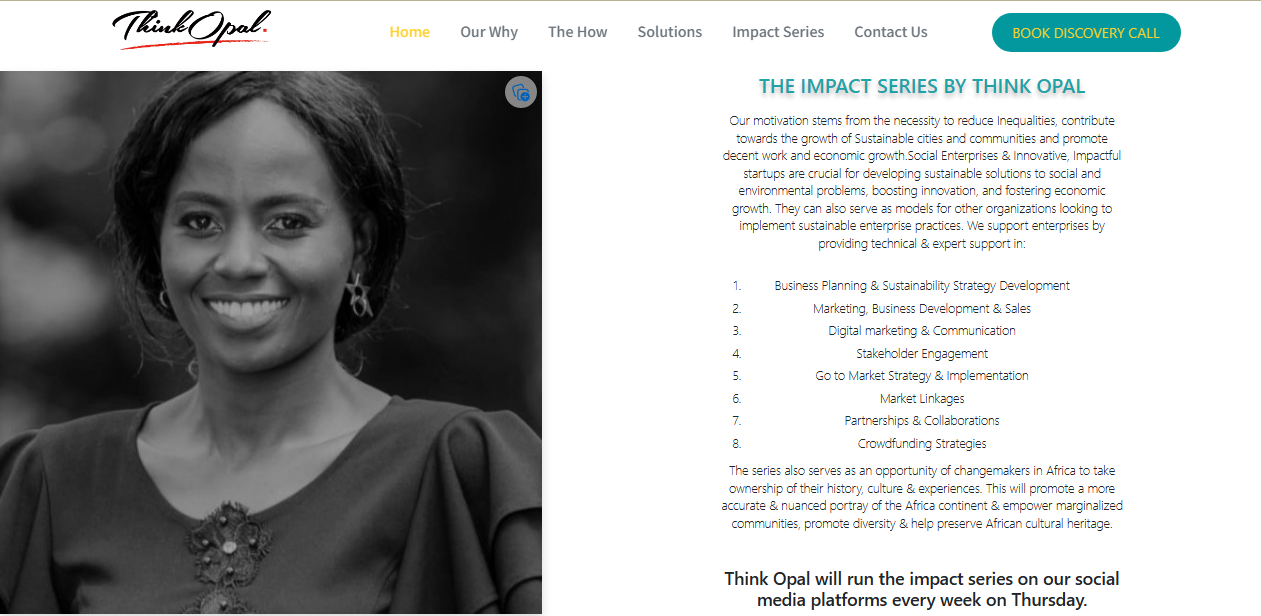 Think Opal.
Home
Our Why
The How
Solutions
Impact Series
Contact Us
BOOK DISCOVERY CALL
THE IMPACT SERIES BY THINK OPAL
Our motivation stems from the necessity to reduce Inequalities, contribute
towards the growth of Sustainable cities and communities and promote
decent work and economic growth.Social Enterprises & Innovative, Impactful
startups are crucial for developing sustainable solutions to social and
environmental problems, boosting innovation, and fostering economic
growth. They can also serve as models for other organizations looking to
implement sustainable enterprise practices. We support enterprises by
providing technical & expert support in:
1. Business Planning & Sustainability Strategy Development
2. Marketing, Business Development & Sales
3. Digital marketing & Communication
4. Stakeholder Engagement
5. Go to Market Strategy & Implementation
6. Market Linkages
7. Partnerships & Collaborations
8. Crowdfunding Strategies
The series also serves as an opportunity of changemakers in Africa to take
ownership of their history, culture & experiences. This will promote a more
accurate & nuanced portray of the Africa continent & empower marginalized
communities, promote diversity & help preserve African cultural heritage.
Think Opal will run the impact series on our social
media platforms every week on Thursday.